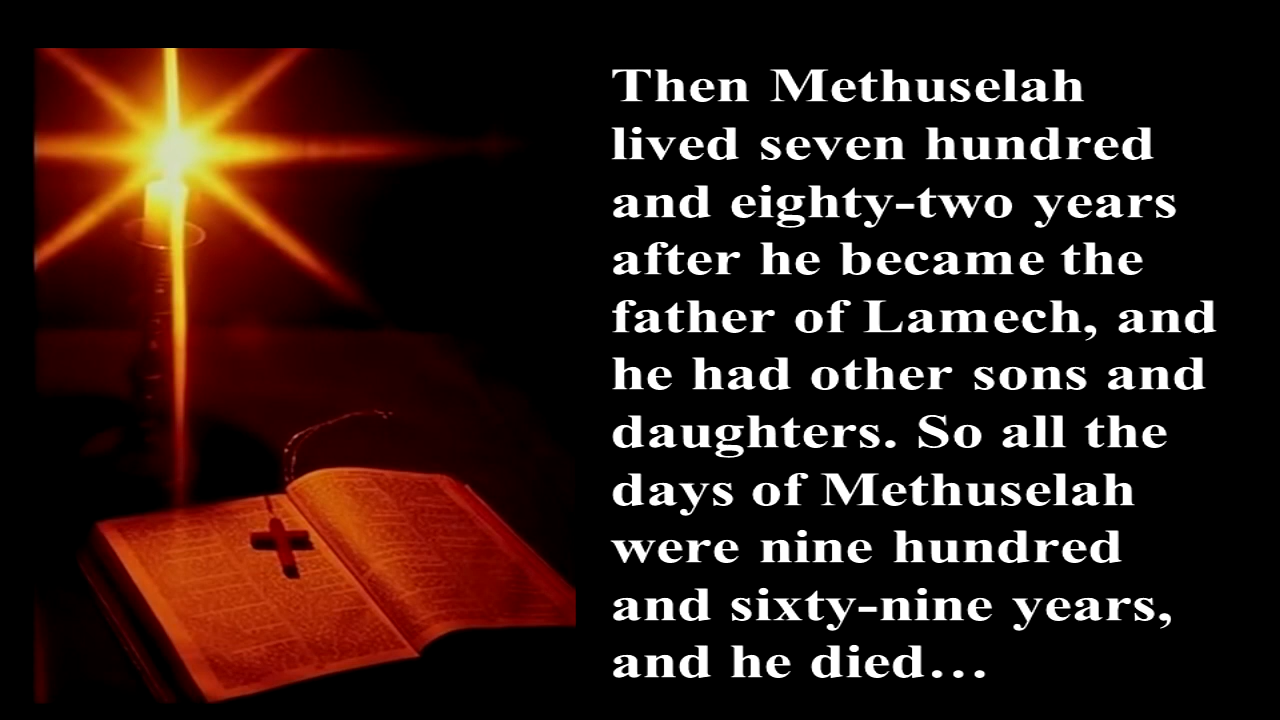 Then Methuselah
lived seven hundred
and eighty-two years
after he became the
father of Lamech, and
he had other sons and
daughters. So all the
days of Methuselah
were nine hundred
and sixty-nine years,
and he died…